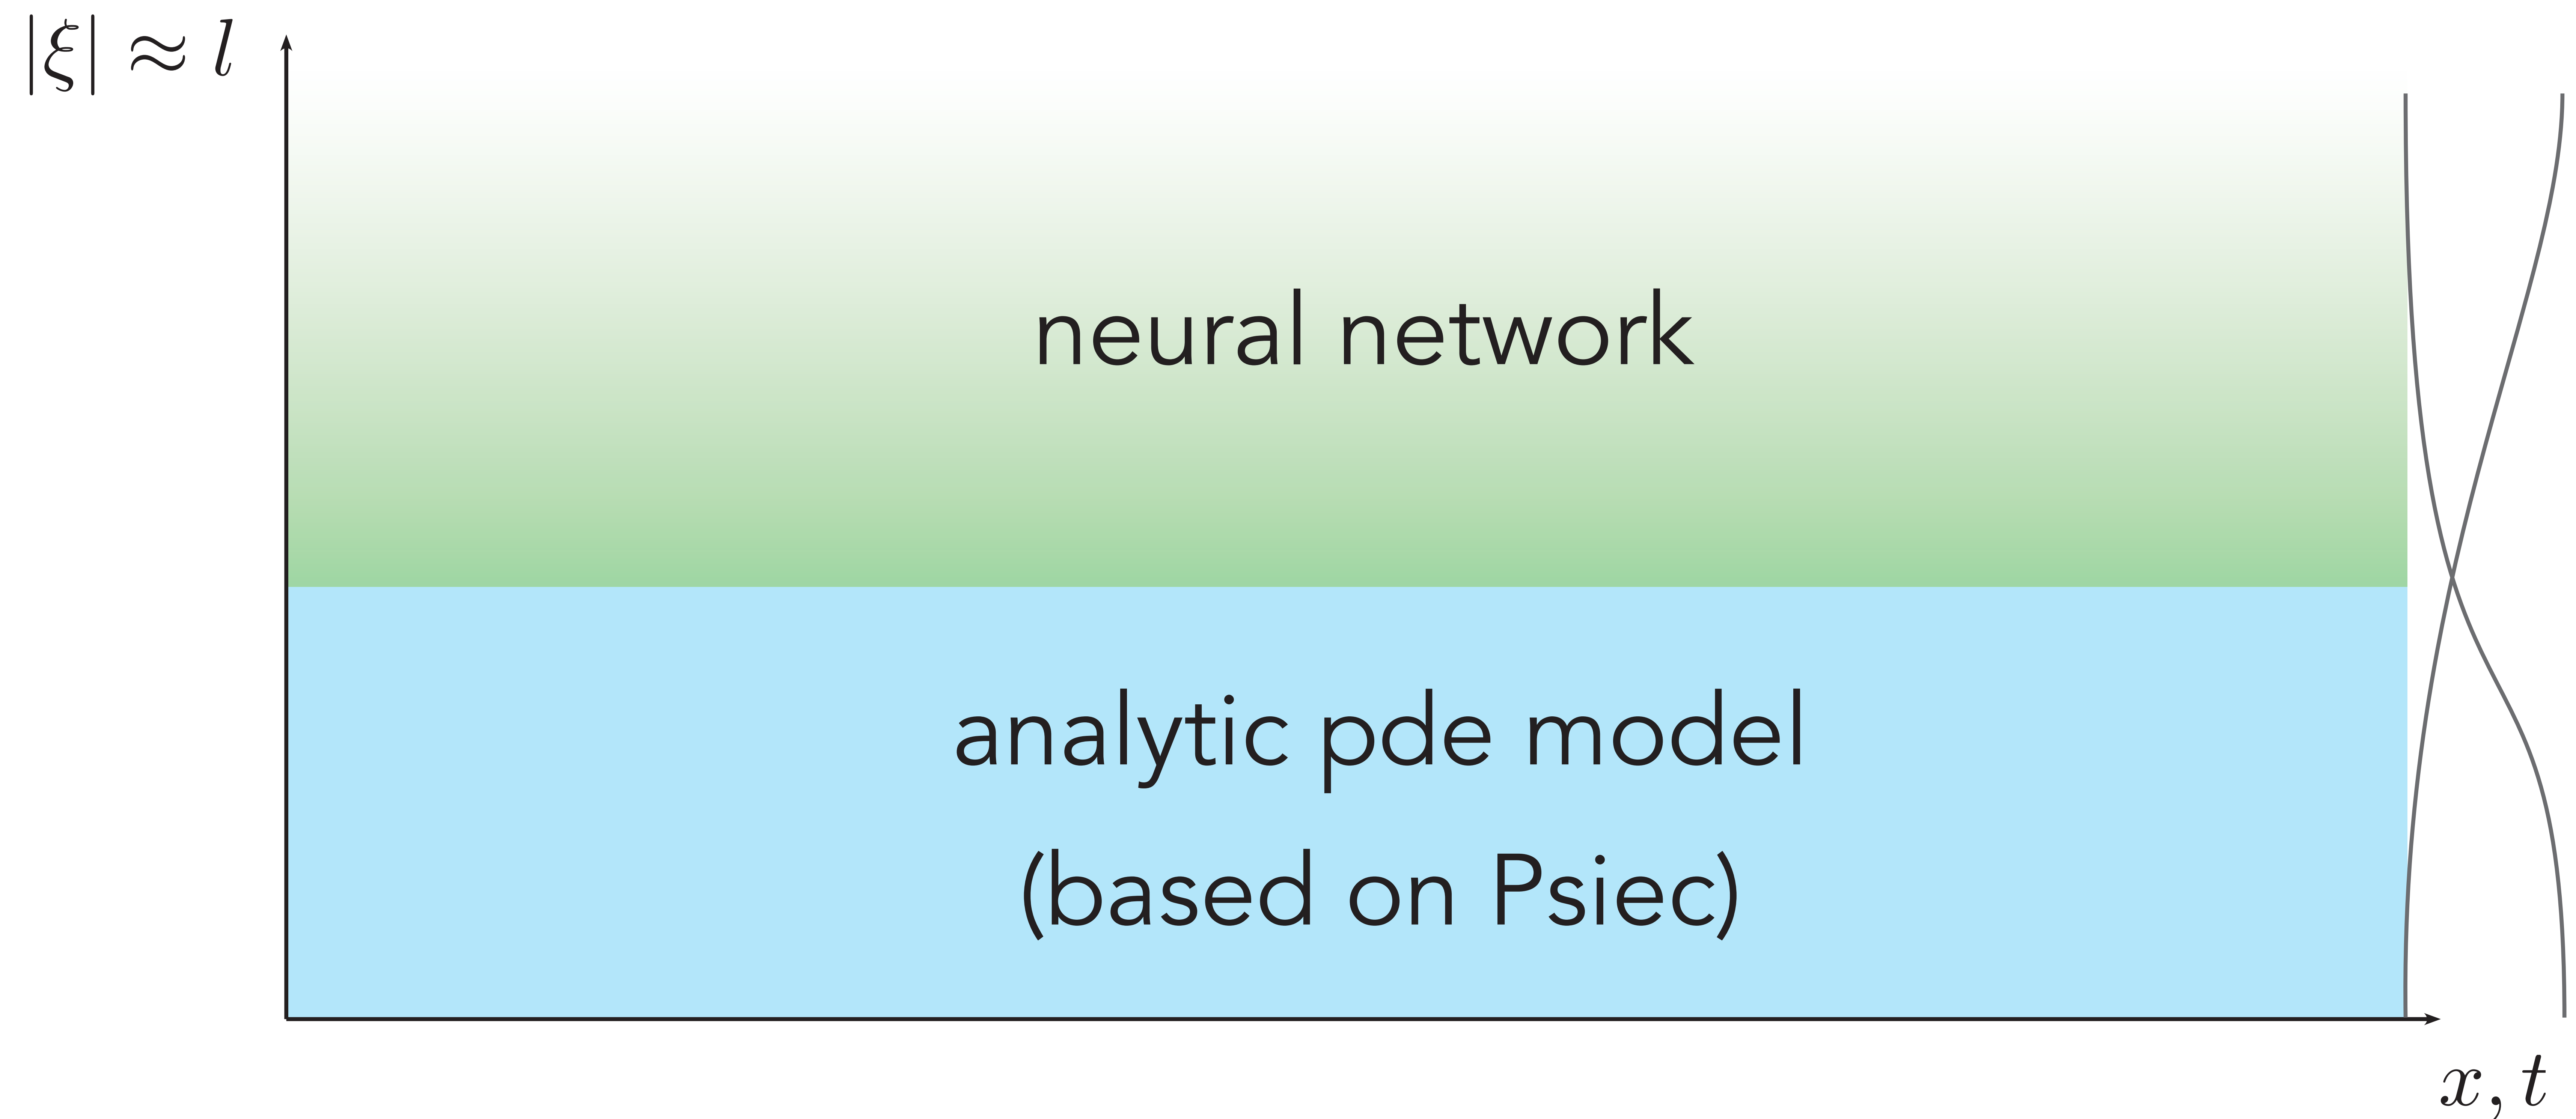 |ξ| ≈ l
neural network
analytic pde model
(based on Psiec)
x, t